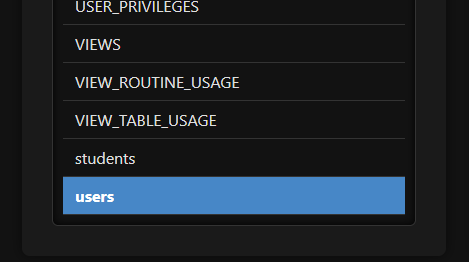 USER_PRIVILEGES
VIEWS
VIEW_ROUTINE_USAGE
VIEW_TABLE_USAGE
students
users